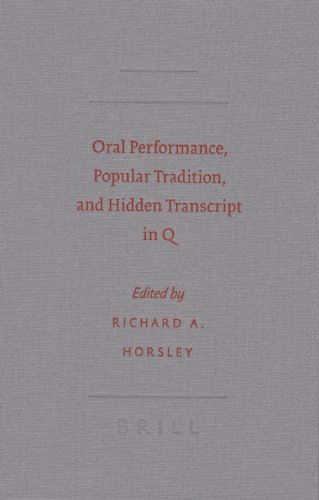 Oral Performance,
Popular Tradition,
and Hidden Transcript
in Q
Edited by
RICHARD A.
HORSLEY
BRILL